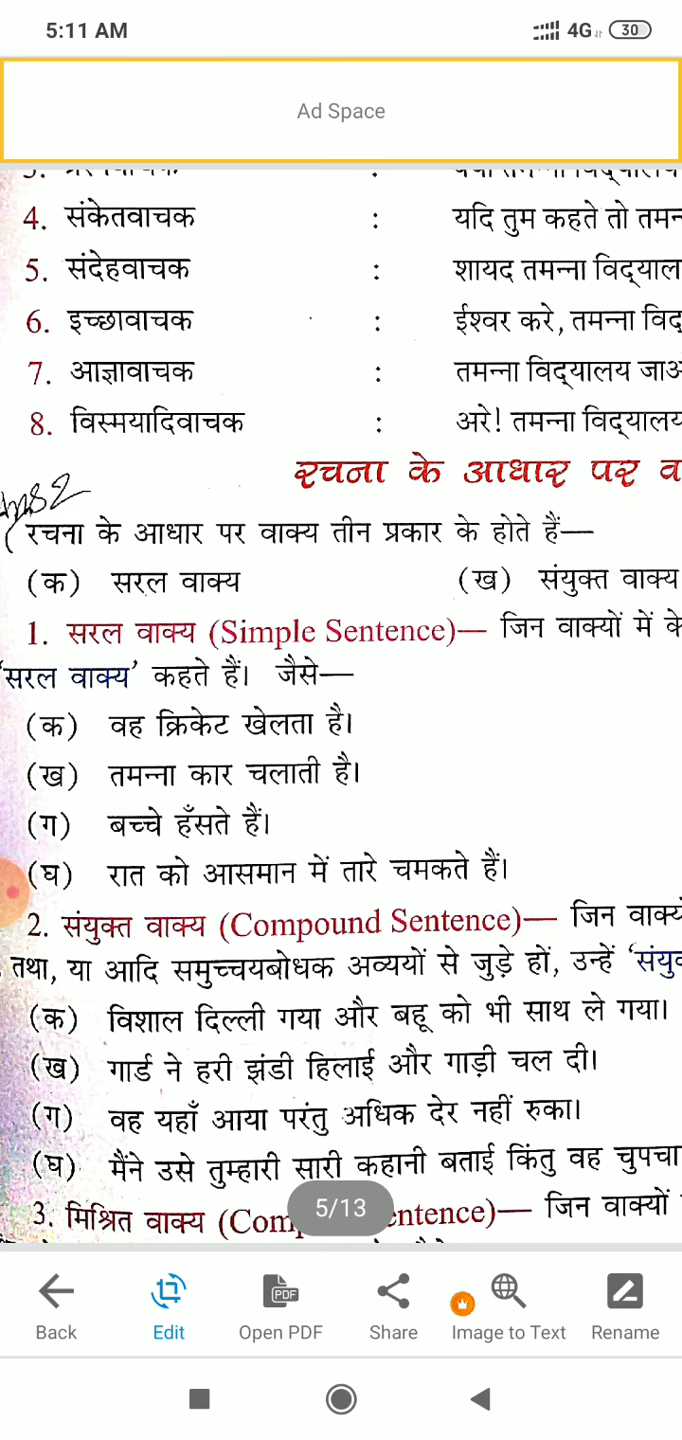 5:11 AM 4G 30
Ad Space
4. संकेतवाचक : यदि तुम कहते तो
5. संदेहवाचक : शायद तमन्ना
6. इच्छावाचक : ईश्वर करे, तमन्ना
7. आज्ञावाचक : तमन्ना विद्यालय
8. विस्मयादिवाचक : अरे! तमन्ना विद्यालय
रचना के आधार पर
रचना के आधार पर वाक्य तीन प्रकार के होते हैं—
(क) सरल वाक्य (ख) संयुक्त वाक्य
1. सरल वाक्य (Simple Sentence)— जिन वाक्यों में
'सरल वाक्य' कहते हैं। जैसे—
(क) वह क्रिकेट खेलता है।
(ख) तमन्ना कार चलाती है।
(ग) बच्चे हँसते हैं।
(घ) रात को आसमान में तारे चमकते हैं।
2. संयुक्त वाक्य (Compound Sentence)— जिन
तथा, या आदि समुच्चयबोधक अव्ययों से जुड़े हों, उन्हें
(क) विशाल दिल्ली गया और बहू को भी साथ ले गया।
(ख) गार्ड ने हरी झंडी हिलाई और गाड़ी चल दी।
(ग) वह यहाँ आया परंतु अधिक देर नहीं रुका।
(घ) मैंने उसे तुम्हारी सारी कहानी बताई किंतु वह
3. मिश्रित वाक्य जिन वाक्यों
5/13
Back Edit Open PDF Share Image to Text Rename